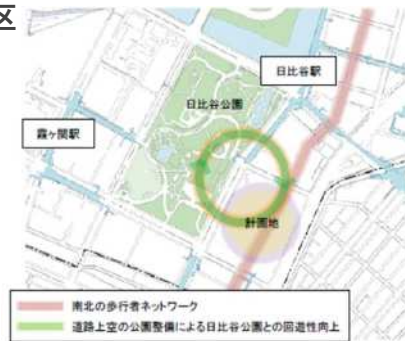 区
日比谷駅
日比谷公園
霞ヶ関駅
計画地
南北の歩行者ネットワーク
道路上空の公園整備による日比谷公園との回遊性向上